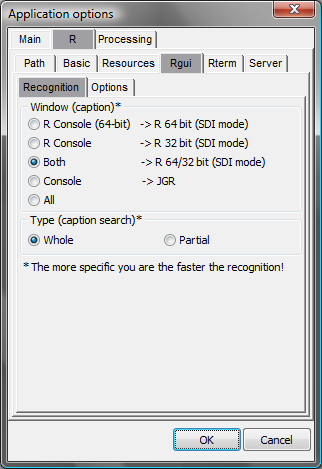 Application options
Main R Processing
Path Basic Resources Rgui Rterm Server
Recognition Options
Window (caption)*
R Console (64-bit) -> R 64 bit (SDI mode)
R Console -> R 32 bit (SDI mode)
Both -> R 64/32 bit (SDI mode)
Console -> JGR
All
Type (caption search)*
Whole Partial
* The more specific you are the faster the recognition!
OK Cancel